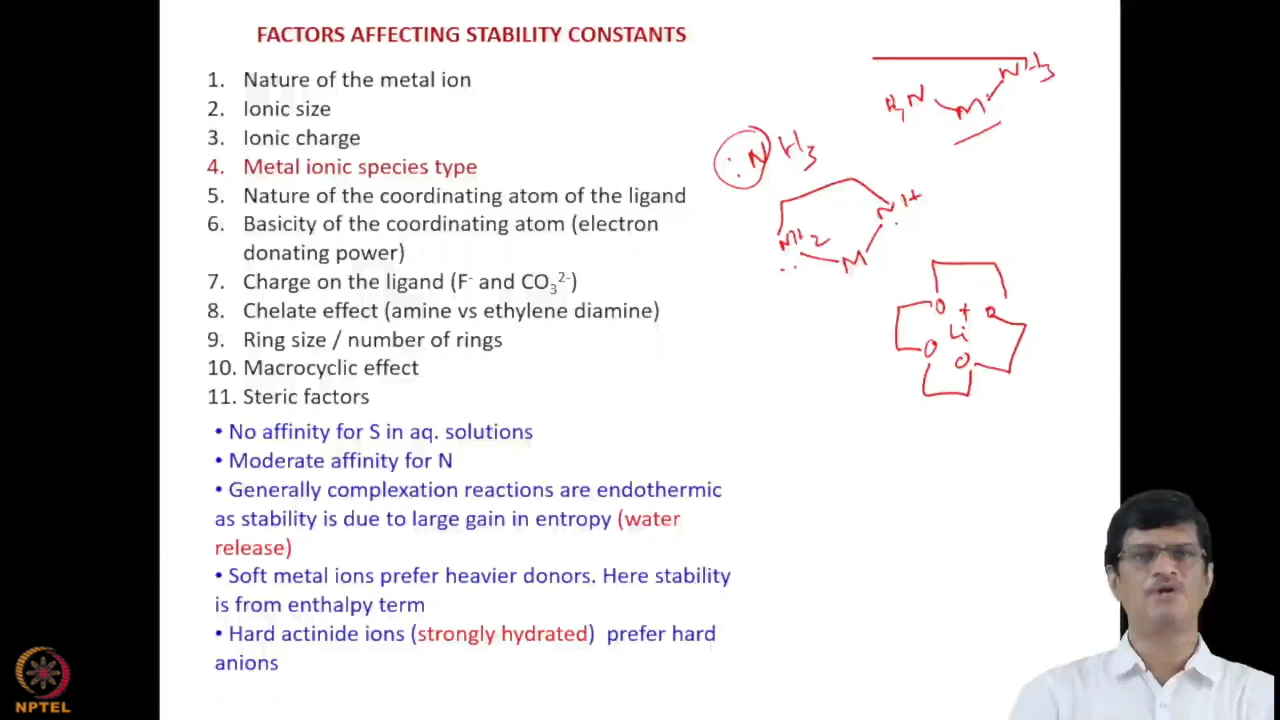 FACTORS AFFECTING STABILITY CONSTANTS
1. Nature of the metal ion
2. Ionic size
3. Ionic charge
4. Metal ionic species type
5. Nature of the coordinating atom of the ligand
6. Basicity of the coordinating atom (electron
donating power)
7. Charge on the ligand (F⁻ and CO₃²⁻)
8. Chelate effect (amine vs ethylene diamine)
9. Ring size / number of rings
10. Macrocyclic effect
11. Steric factors
• No affinity for S in aq. solutions
• Moderate affinity for N
• Generally complexation reactions are endothermic
as stability is due to large gain in entropy (water
release)
• Soft metal ions prefer heavier donors. Here stability
is from enthalpy term
• Hard actinide ions (strongly hydrated) prefer hard
anions
H₃N M NH₃
:NH₃
NH₂ M
O + O
Li
O O
NPTEL